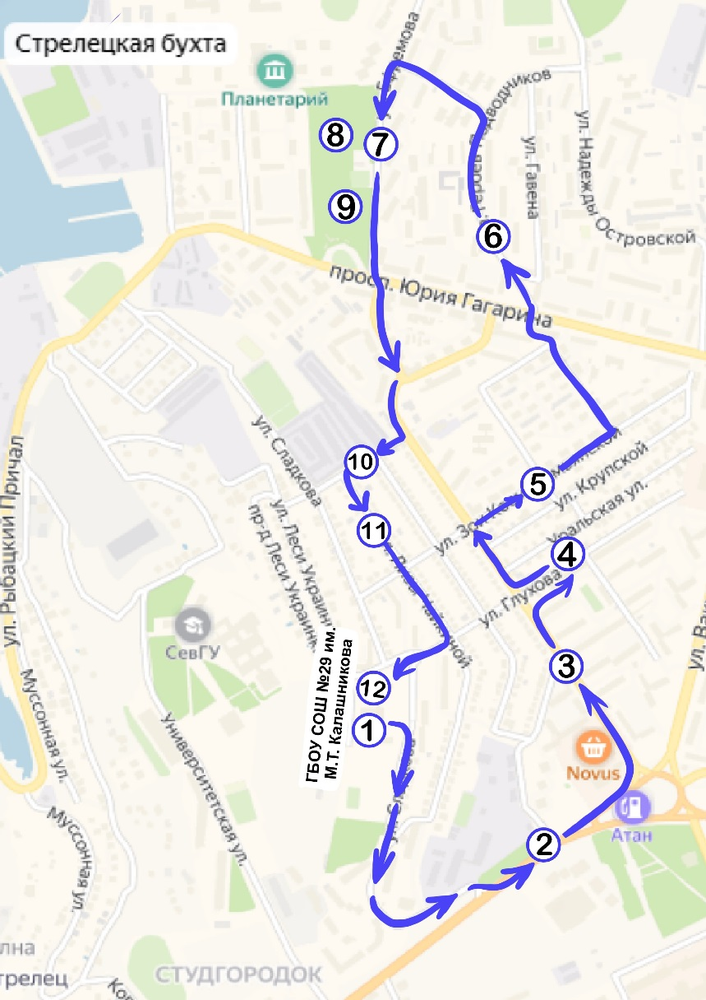 Стрелецкая бухта
Планетарий
8
7
9
6
ул. Гавена
ул. Надежды Островской
просп. Юрия Гагарина
ул. Рыбацкий Причал
ул. Сладкова
10
5
ул. Крупской
11
ул. Леси Украин
пр-д Леси Украинк
Уральская ул.
4
ул. Глухова
СевГУ
3
12
1
ГБОУ СОШ №29 им.
М.Т. Калашникова
Novus
Муссонная ул.
Университетская ул.
Атан
2
Муссонная ул.
СТУДГОРОДОК